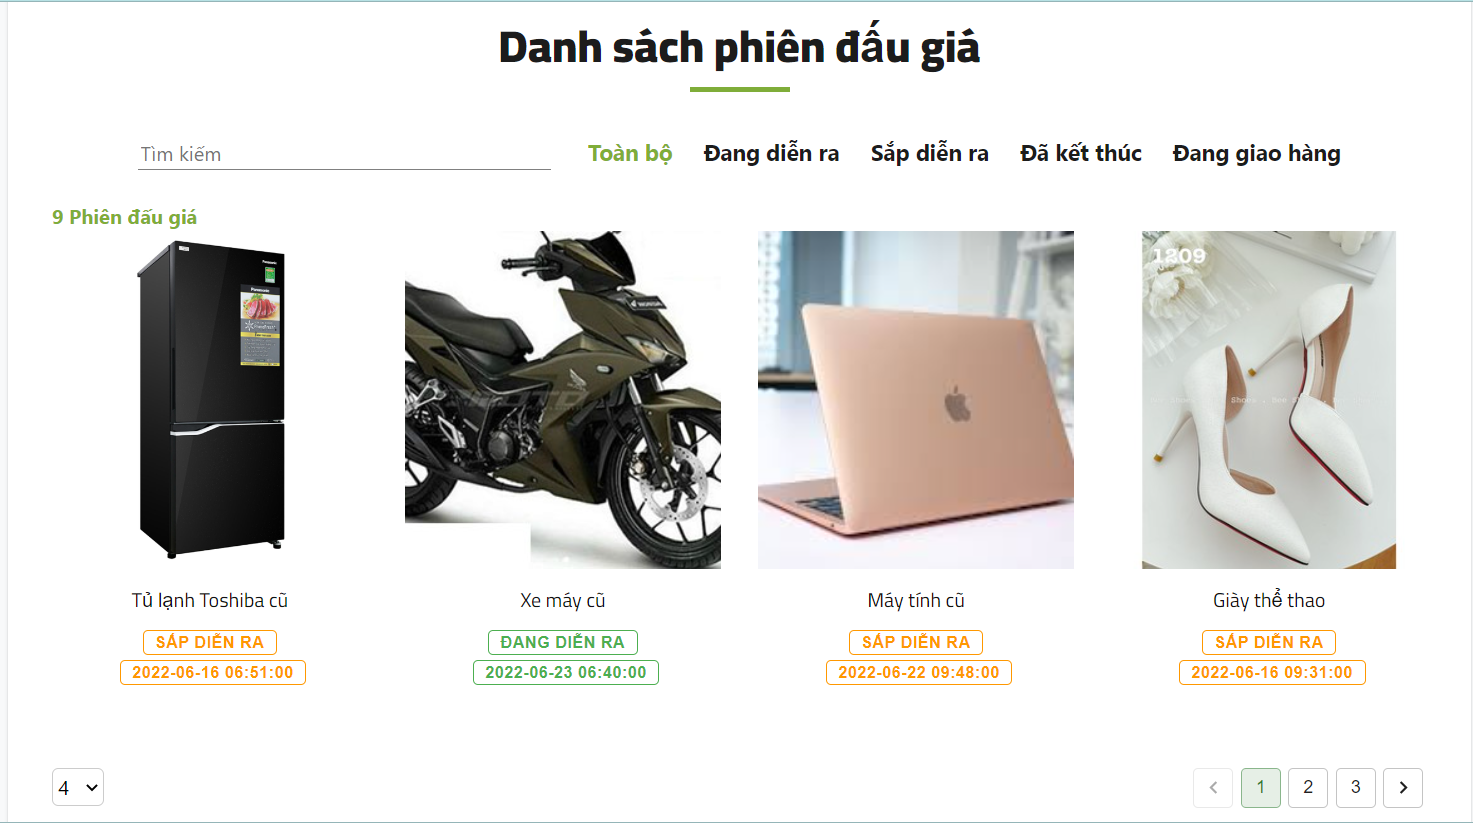 Danh sách phiên đấu giá
Tìm kiếm
Toàn bộ Đang diễn ra Sắp diễn ra Đã kết thúc Đang giao hàng
9 Phiên đấu giá
Panasonic
Panasonic
HONDA
1209
Tủ lạnh Toshiba cũ
Xe máy cũ
Máy tính cũ
Giày thể thao
SẮP DIỄN RA
ĐANG DIỄN RA
SẮP DIỄN RA
SẮP DIỄN RA
2022-06-16 06:51:00
2022-06-23 06:40:00
2022-06-22 09:48:00
2022-06-16 09:31:00
4
1 2 3